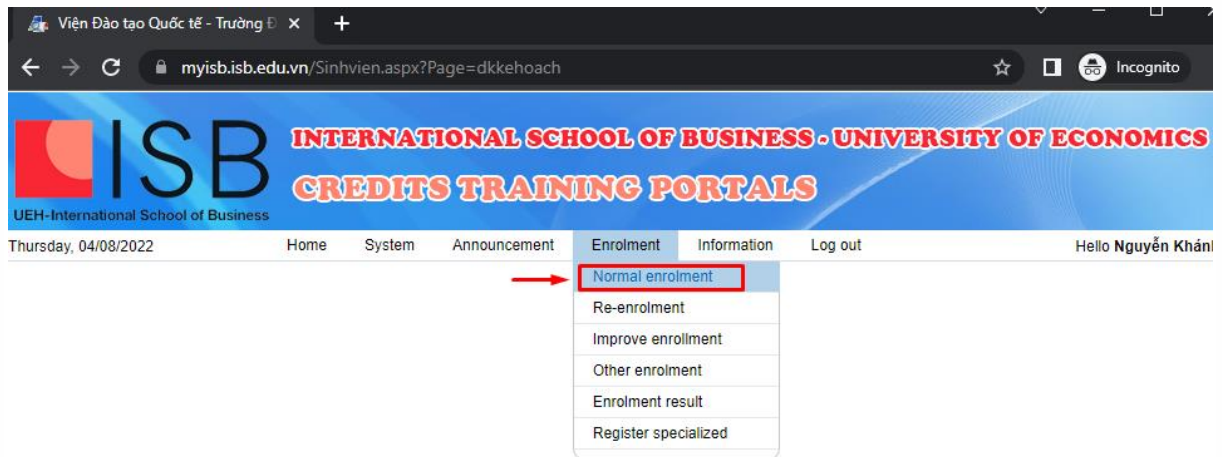 Viện Đào tạo Quốc tế - Trường Đ
myisb.isb.edu.vn/Sinhvien.aspx?Page=dkkehoach
Incognito
ISB
UEH-International School of Business
INTERNATIONAL SCHOOL OF BUSINESS - UNIVERSITY OF ECONOMICS
CREDITS TRAINING PORTALS
Thursday, 04/08/2022 Home System Announcement Enrolment Information Log out Hello Nguyễn Khánh
Normal enrolment
Re-enrolment
Improve enrollment
Other enrolment
Enrolment result
Register specialized